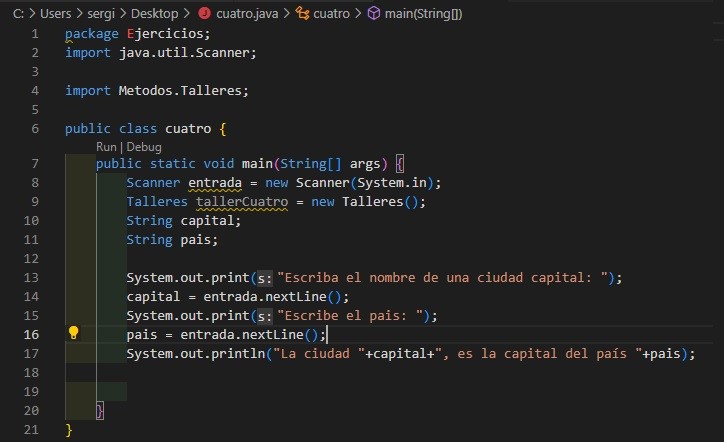 C: > Users > sergi > Desktop > cuatro.java > cuatro > main(String[])
1 package Ejercicios;
2 import java.util.Scanner;
3
4 import Metodos.Talleres;
5
6 public class cuatro {
Run | Debug
7 public static void main(String[] args) {
8 Scanner entrada = new Scanner(System.in);
9 Talleres tallerCuatro = new Talleres();
10 String capital;
11 String pais;
12
13 System.out.print(s: "Escriba el nombre de una ciudad capital: ");
14 capital = entrada.nextLine();
15 System.out.print(s: "Escribe el pais: ");
16 pais = entrada.nextLine();
17 System.out.println("La ciudad "+capital+", es la capital del país "+pais);
18
19
20 }
21 }